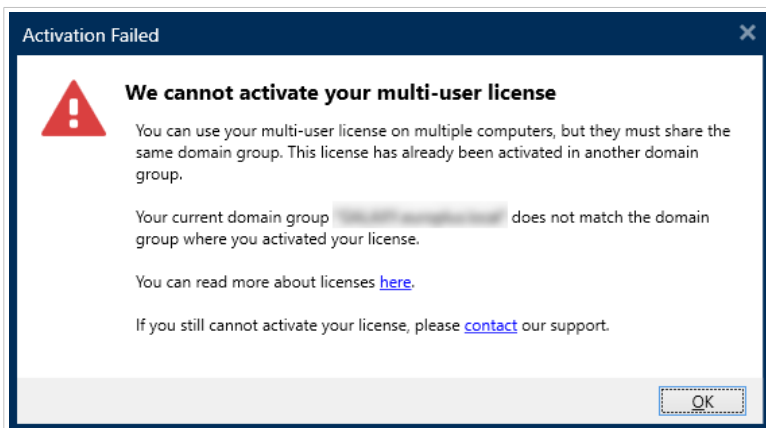 Activation Failed
We cannot activate your multi-user license
You can use your multi-user license on multiple computers, but they must share the
same domain group. This license has already been activated in another domain
group.
Your current domain group does not match the domain
group where you activated your license.
You can read more about licenses here.
If you still cannot activate your license, please contact our support.
OK